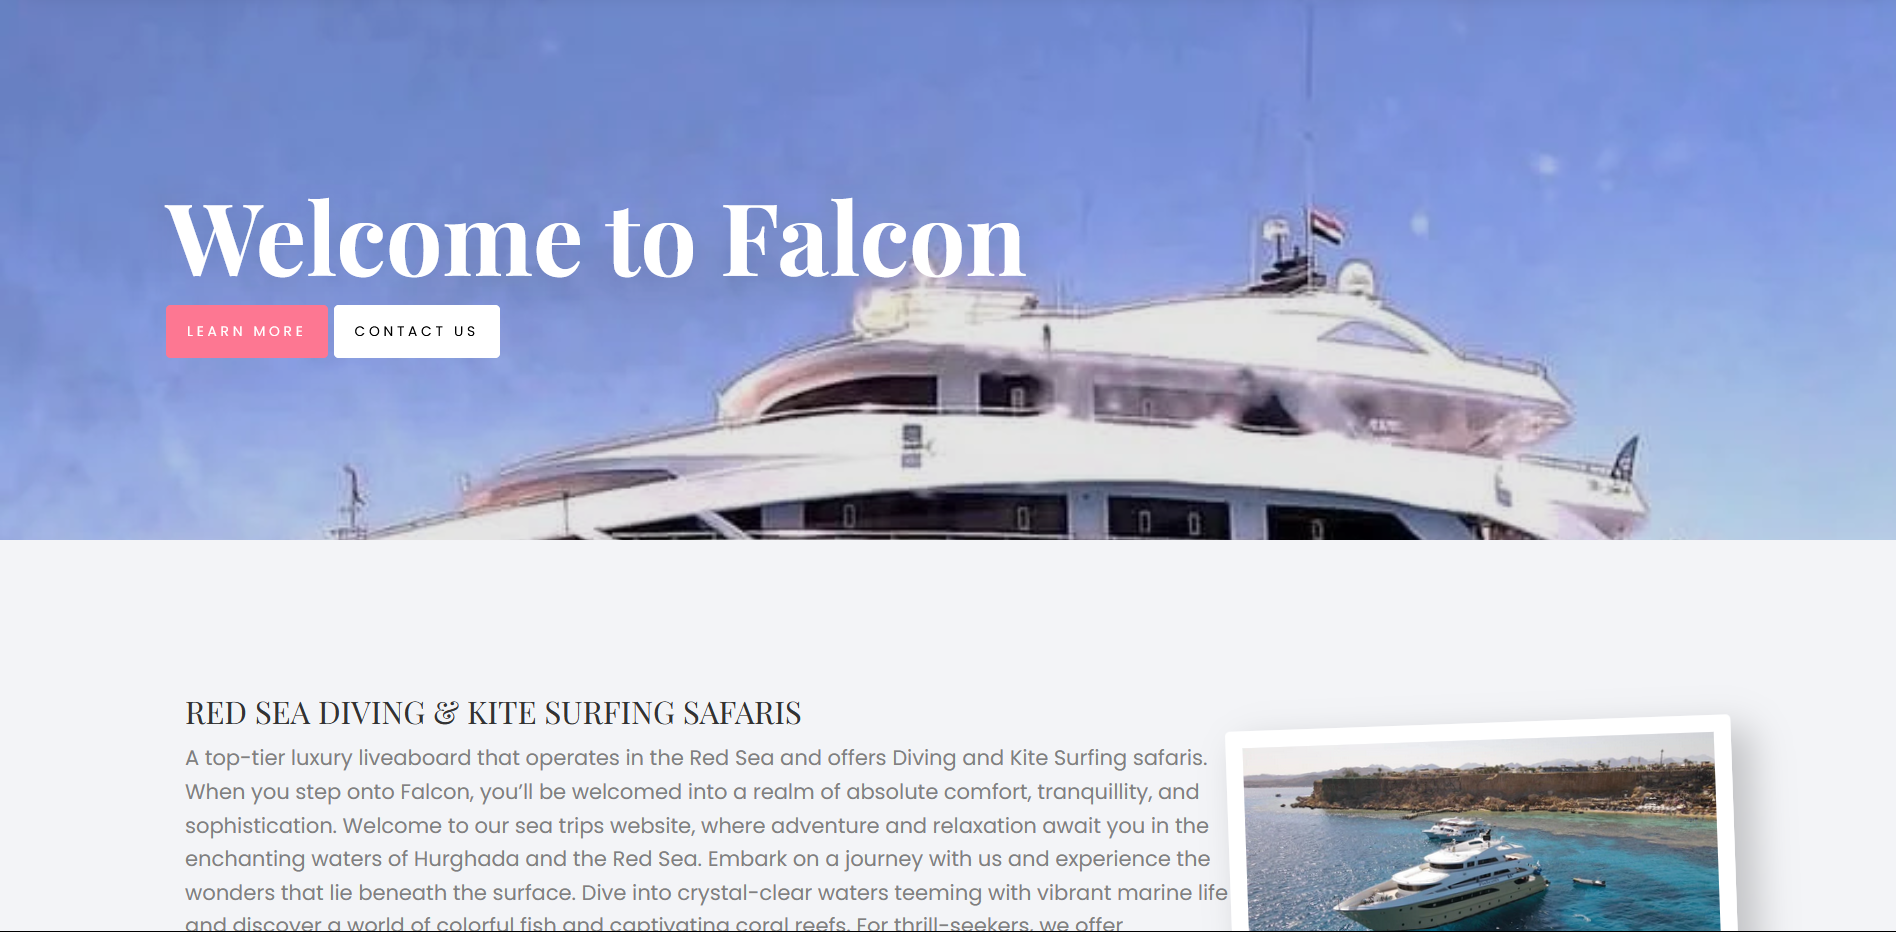 Welcome to Falcon
LEARN MORE
CONTACT US
RED SEA DIVING & KITE SURFING SAFARIS
A top-tier luxury liveaboard that operates in the Red Sea and offers Diving and Kite Surfing safaris.
When you step onto Falcon, you’ll be welcomed into a realm of absolute comfort, tranquillity, and
sophistication. Welcome to our sea trips website, where adventure and relaxation await you in the
enchanting waters of Hurghada and the Red Sea. Embark on a journey with us and experience the
wonders that lie beneath the surface. Dive into crystal-clear waters teeming with vibrant marine life
and discover a world of colorful fish and captivating coral reefs. For thrill-seekers, we offer